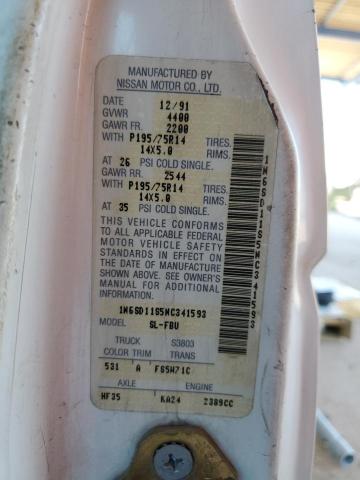 MANUFACTURED BY
NISSAN MOTOR CO., LTD.
DATE 12/91
GVWR 4400
GAWR FR 2200
WITH P195/75R14 TIRES.
14X5.0 RIMS.
AT 26 PSI COLD SINGLE.
GAWR RR 2544
WITH P195/75R14 TIRES.
14X5.0 RIMS.
AT 35 PSI COLD SINGLE.
THIS VEHICLE CONFORMS
TO ALL APPLICABLE FEDERAL
MOTOR VEHICLE SAFETY
STANDARDS IN EFFECT ON
THE DATE OF MANUFACTURE
SHOWN ABOVE. SEE OWNER'S
MANUAL FOR ADDITIONAL
INFORMATION.
1N6SD11S5NC341593
MODEL SL-FBU
TRUCK S3803
COLOR TRIM TRANS
531 A FS5W71C
AXLE ENGINE
HF35 KA24 2389CC
1N6SD11S5NC341593